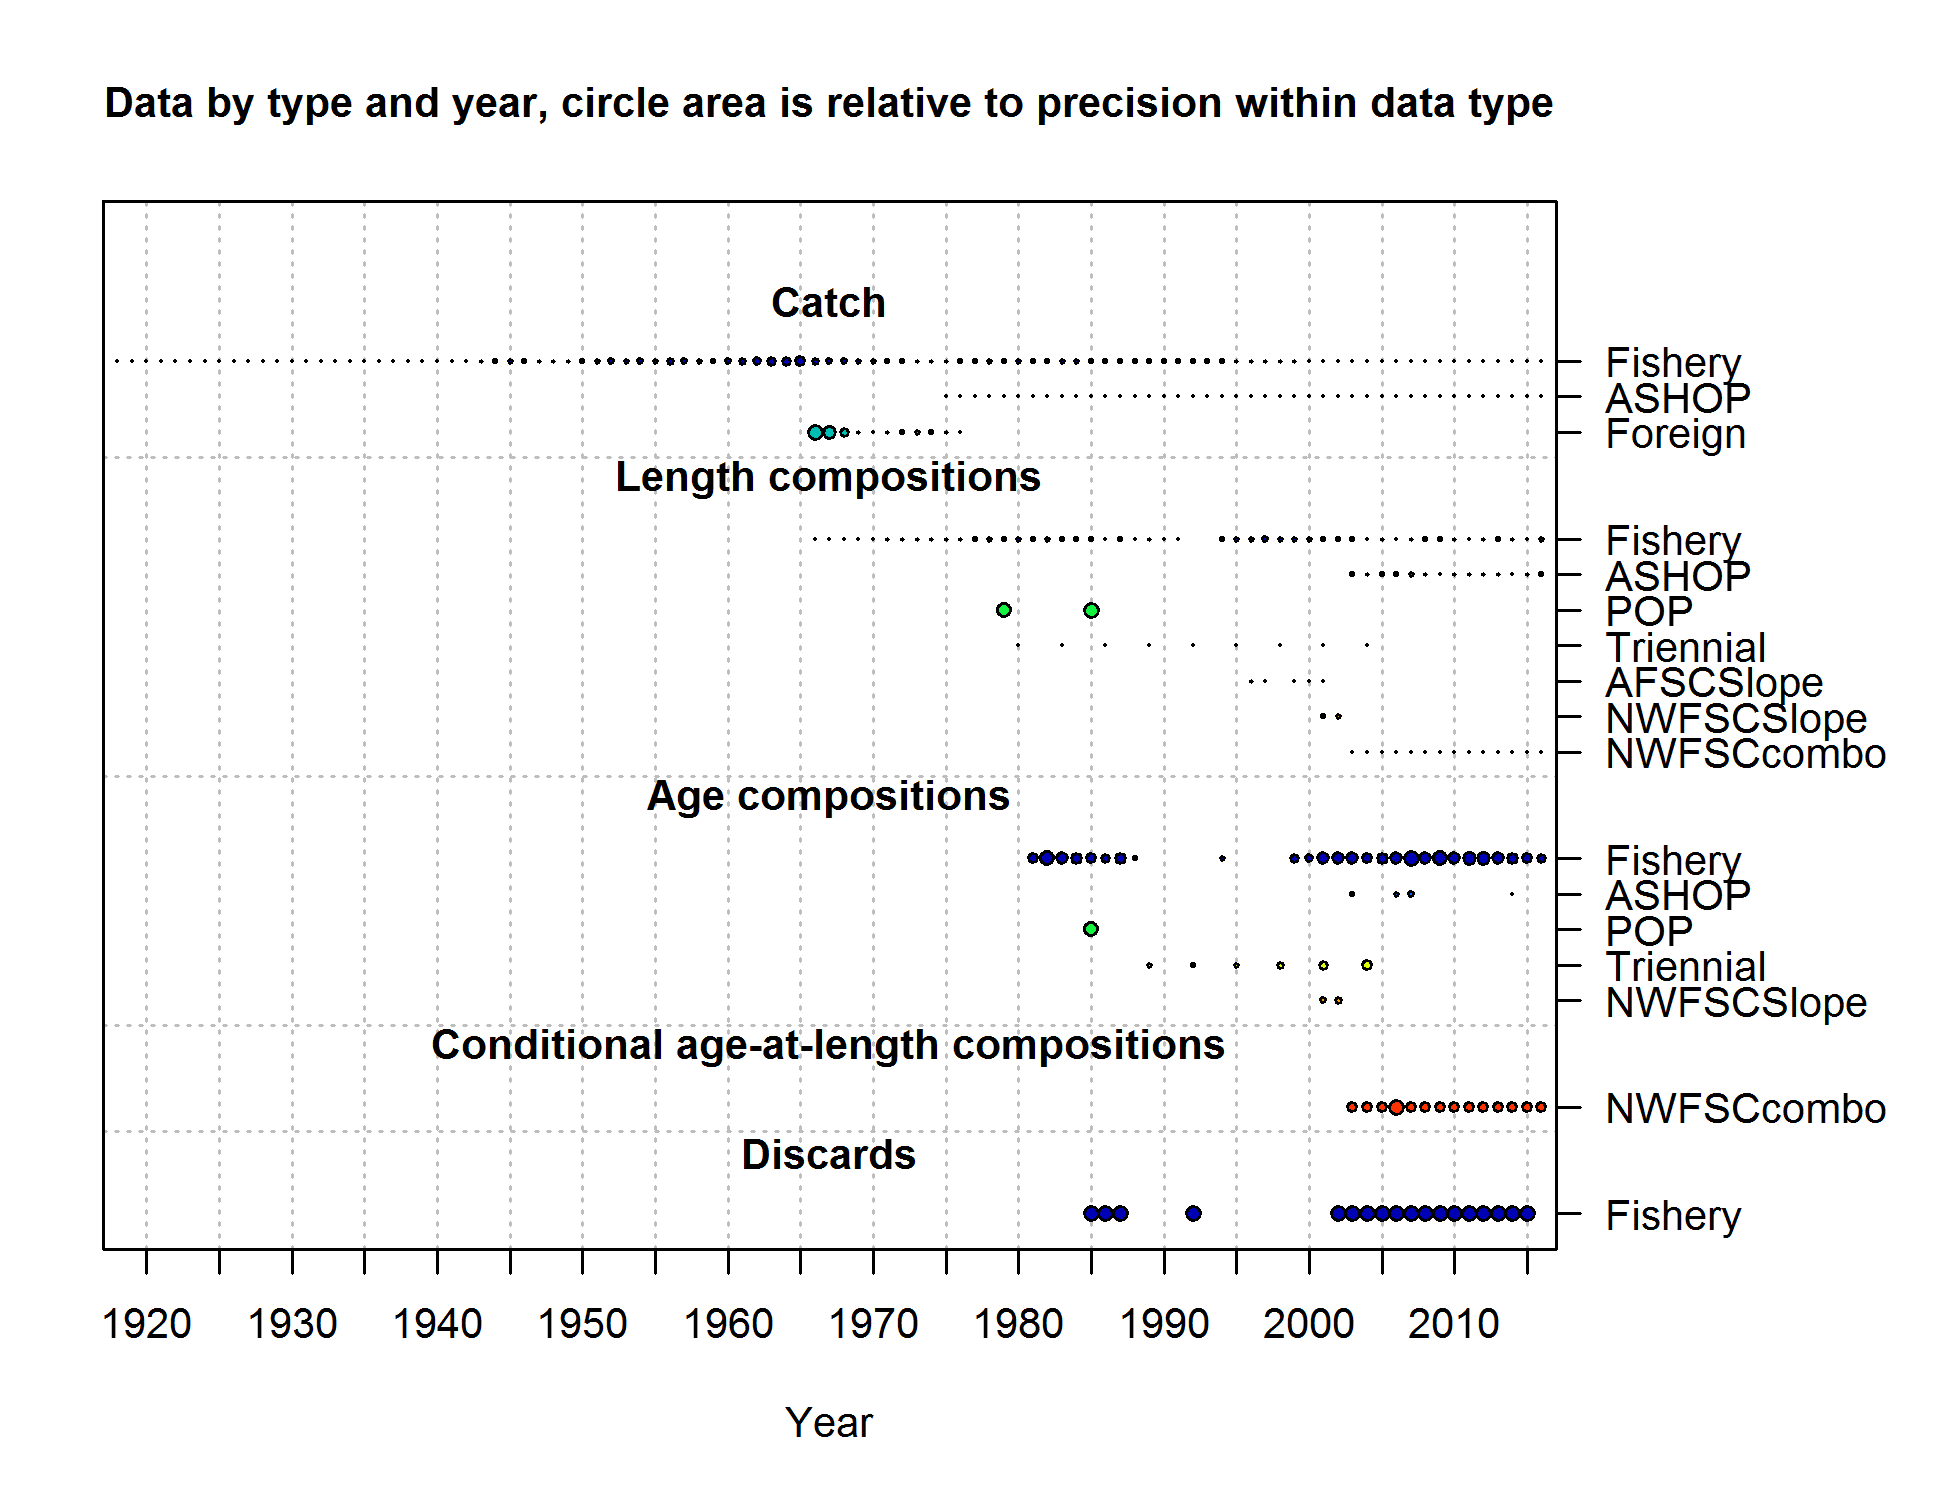 Data by type and year, circle area is relative to precision within data type
Catch
Fishery
ASHOP
Foreign
Length compositions
Fishery
ASHOP
POP
Triennial
AFSCSlope
NWFSCSlope
NWFSCcombo
Age compositions
Fishery
ASHOP
POP
Triennial
NWFSCSlope
Conditional age-at-length compositions
NWFSCcombo
Discards
Fishery
1920 1930 1940 1950 1960 1970 1980 1990 2000 2010
Year